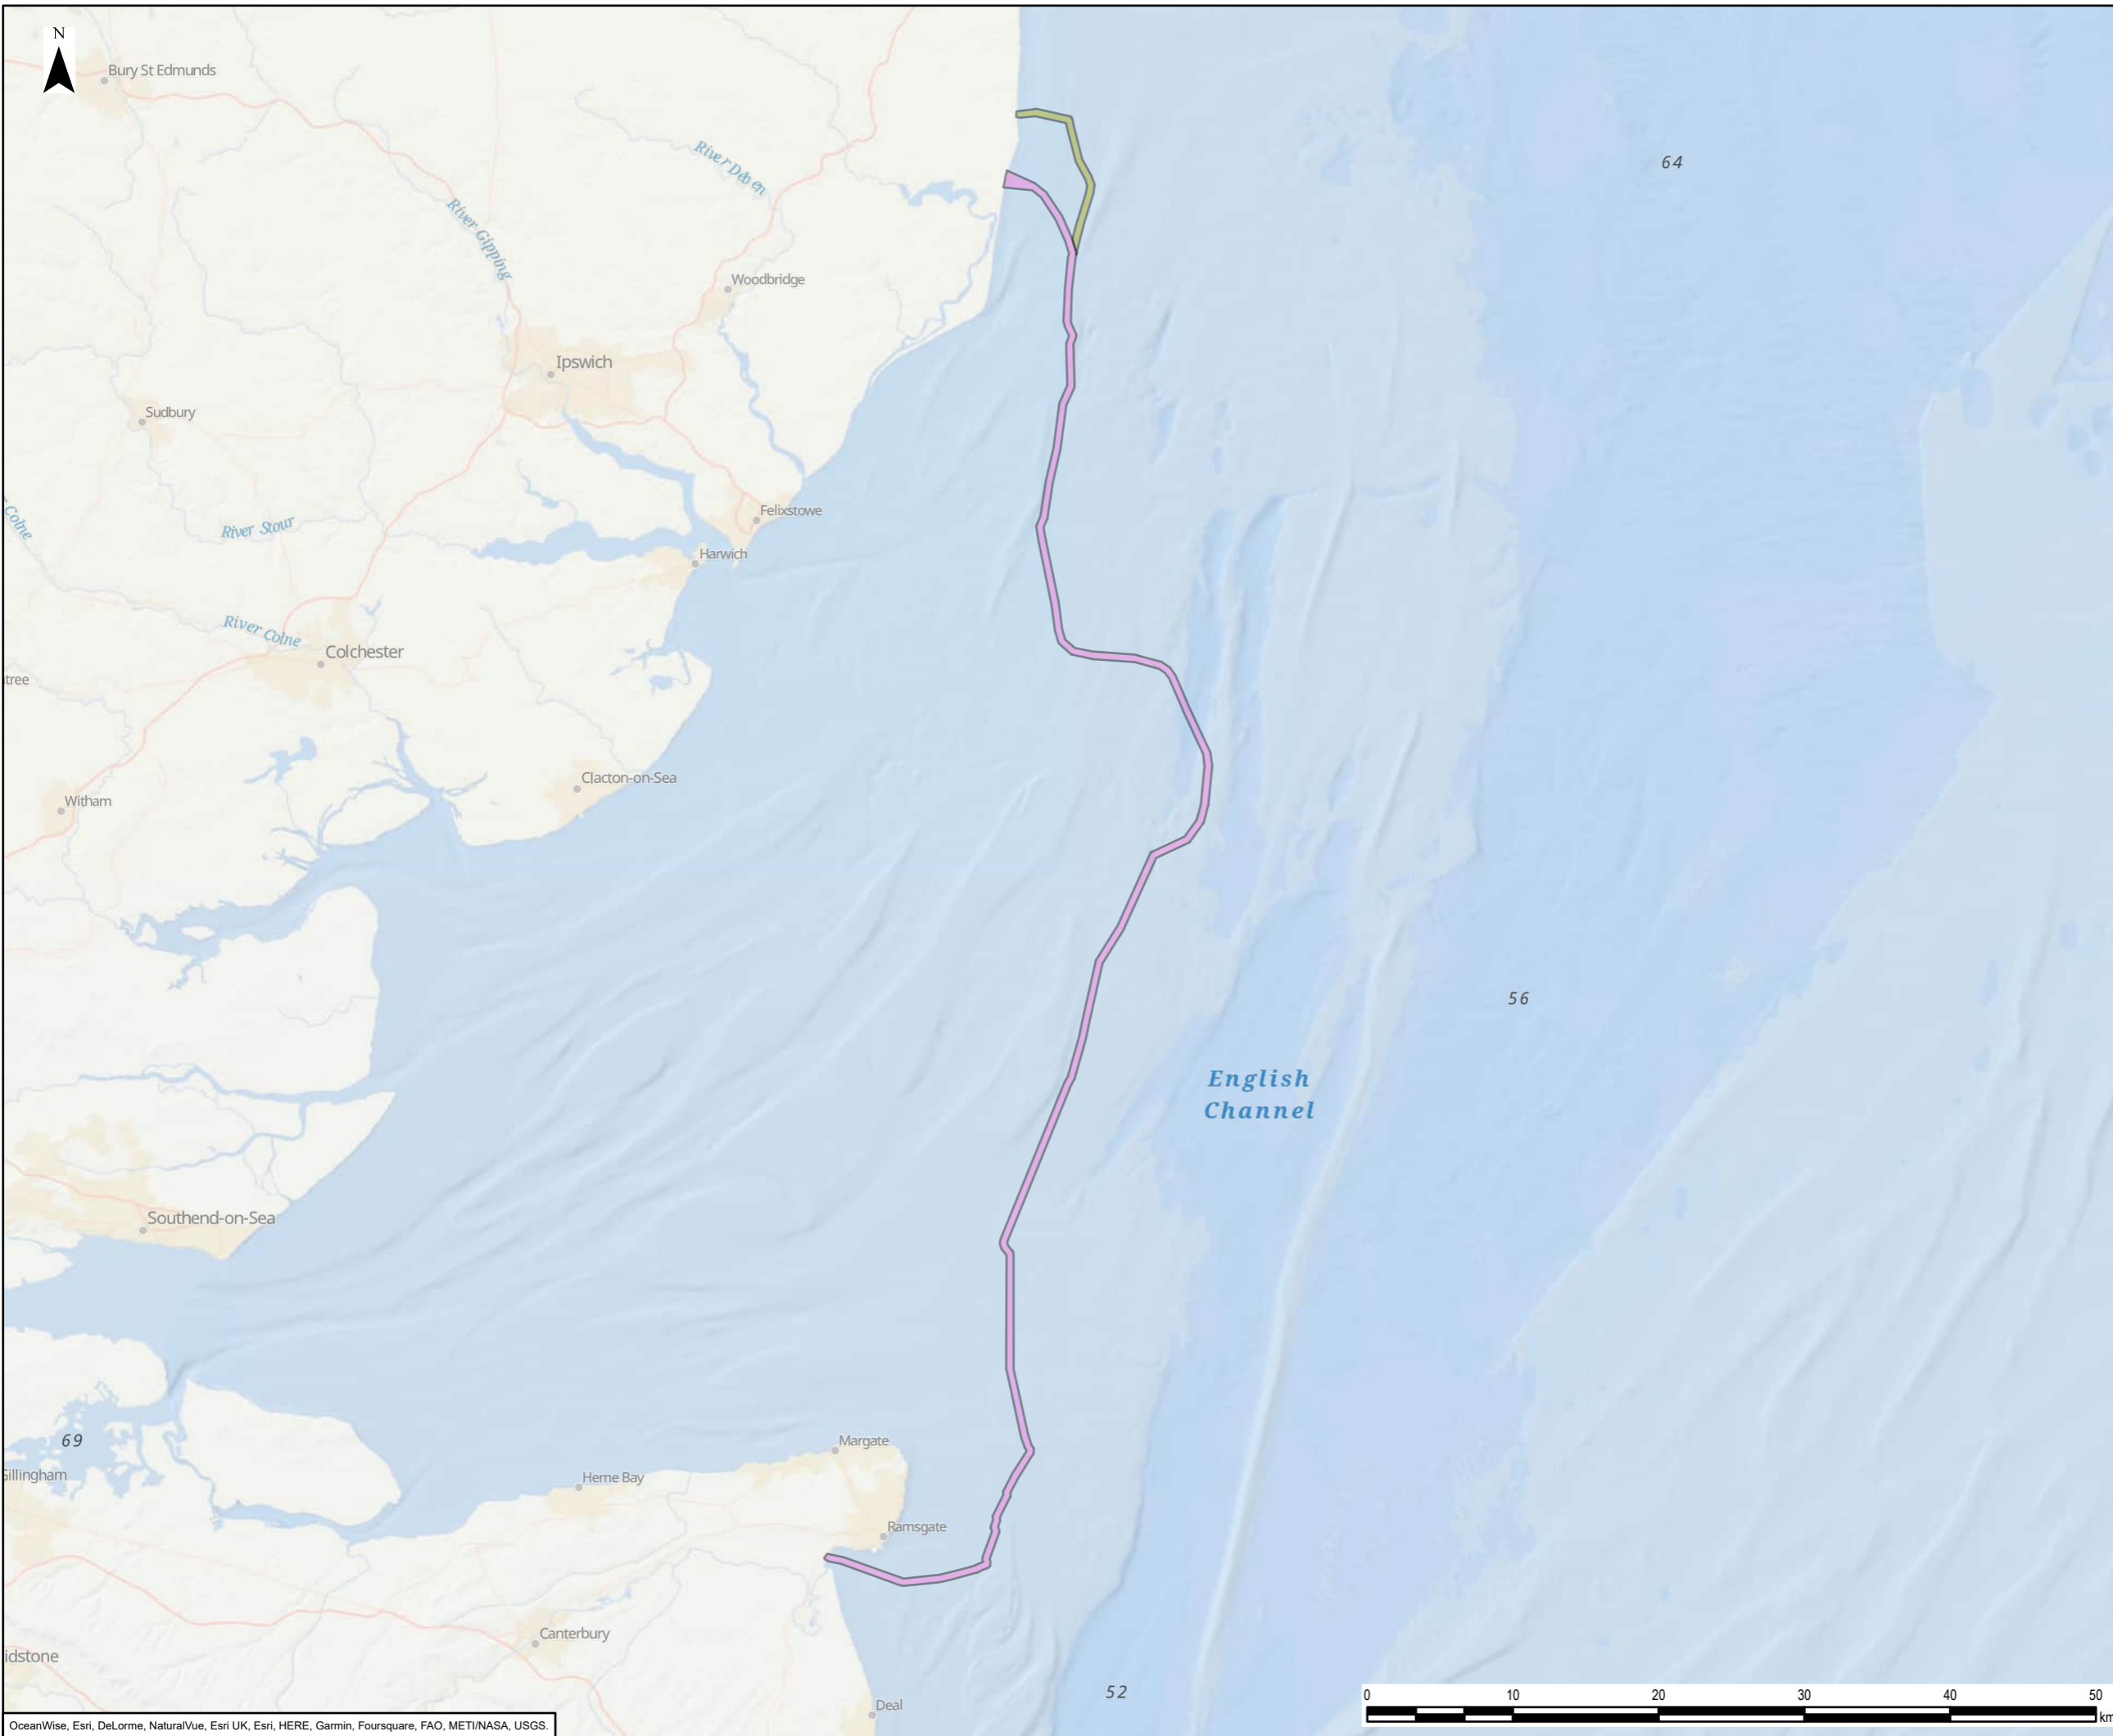 N
Bury St Edmunds
64
River Deben
River Gipping
Woodbridge
Ipswich
Sudbury
Colne
Felixstowe
River Stour
Harwich
River Colne
Colchester
tree
Clacton-on-Sea
Witham
56
English
Channel
Southend-on-Sea
69
Margate
Gillingham
Herne Bay
Ramsgate
Canterbury
idstone
52
Deal
0 10 20 30 40 50
km
OceanWise, Esri, DeLorme, NaturalVue, Esri UK, Esri, HERE, Garmin, Foursquare, FAO, METI/NASA, USGS.